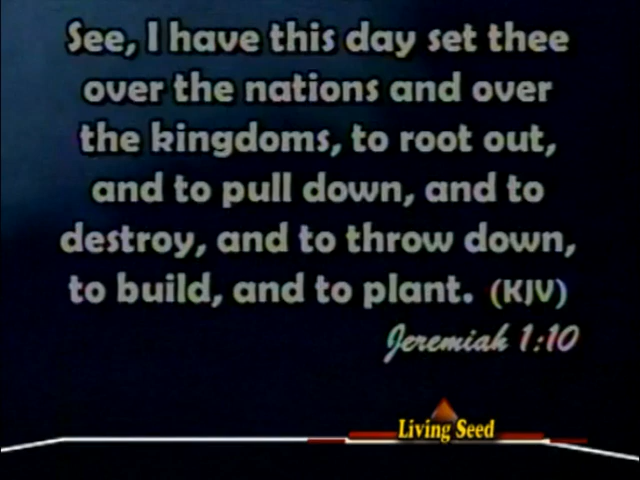 See, I have this day set thee
over the nations and over
the kingdoms, to root out,
and to pull down, and to
destroy, and to throw down,
to build, and to plant. (KJV)
Jeremiah 1:10
Living Seed